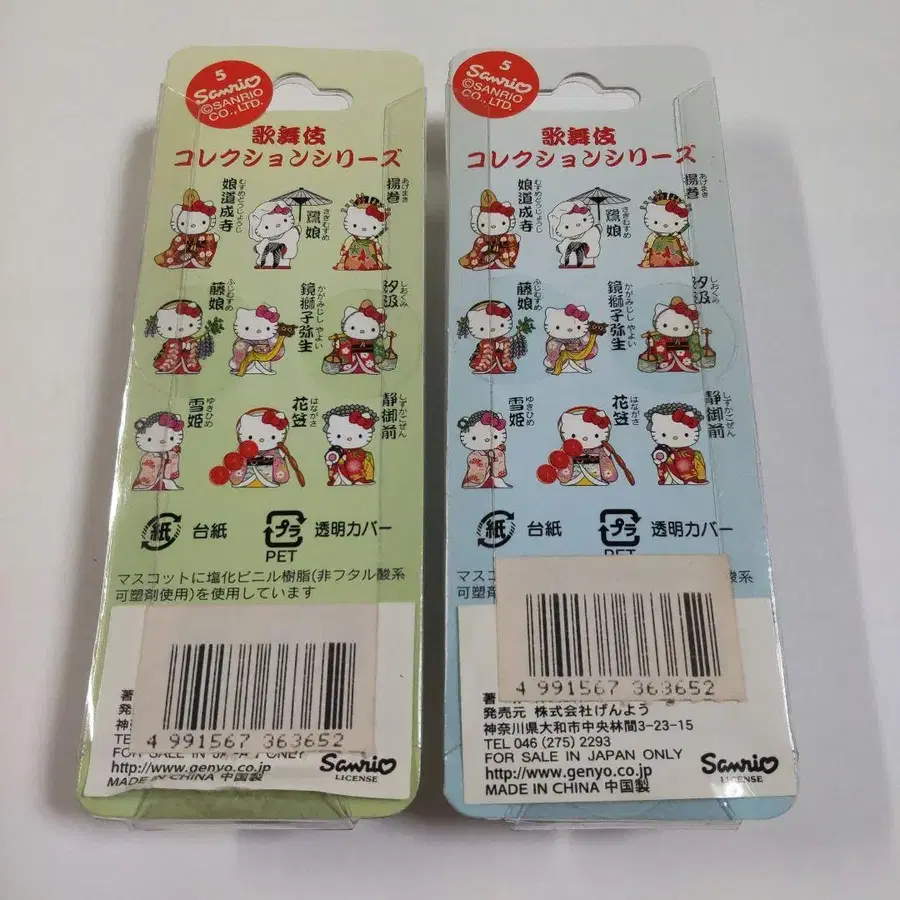 5
Sanrio
©SANRIO
CO., LTD.
歌舞伎
コレクションシリーズ
娘道成寺
むすめどうじょうじ
鷺娘
さぎむすめ
揚巻
あげまき
藤娘
ふじむすめ
鏡獅子弥生
かがみじし やよい
汐汲
しおくみ
雪姫
ゆきひめ
花笠
はながさ
静御前
しずかごぜん
紙 台紙
プラ 透明カバー
PET
マスコットに塩化ビニル樹脂(非フタル酸系
可塑剤使用)を使用しています
4 991567 363652
著
発
神奈
TE
FOR SALE IN JAPAN ONLY
http://www.genyo.co.jp
MADE IN CHINA 中国製
Sanrio
LICENSE
5
Sanrio
©SANRIO
CO., LTD.
歌舞伎
コレクションシリーズ
娘道成寺
むすめどうじょうじ
鷺娘
さぎむすめ
揚巻
あげまき
藤娘
ふじむすめ
鏡獅子弥生
かがみじし やよい
汐汲
しおくみ
雪姫
ゆきひめ
花笠
はながさ
静御前
しずかごぜん
紙 台紙
プラ 透明カバー
PET
マス
酸系
可塑
4 991567 363652
著
発売元 株式会社げんよう
神奈川県大和市中央林間3-23-15
TEL 046 (275) 2293
FOR SALE IN JAPAN ONLY
http://www.genyo.co.jp
MADE IN CHINA 中国製
Sanrio
LICENSE